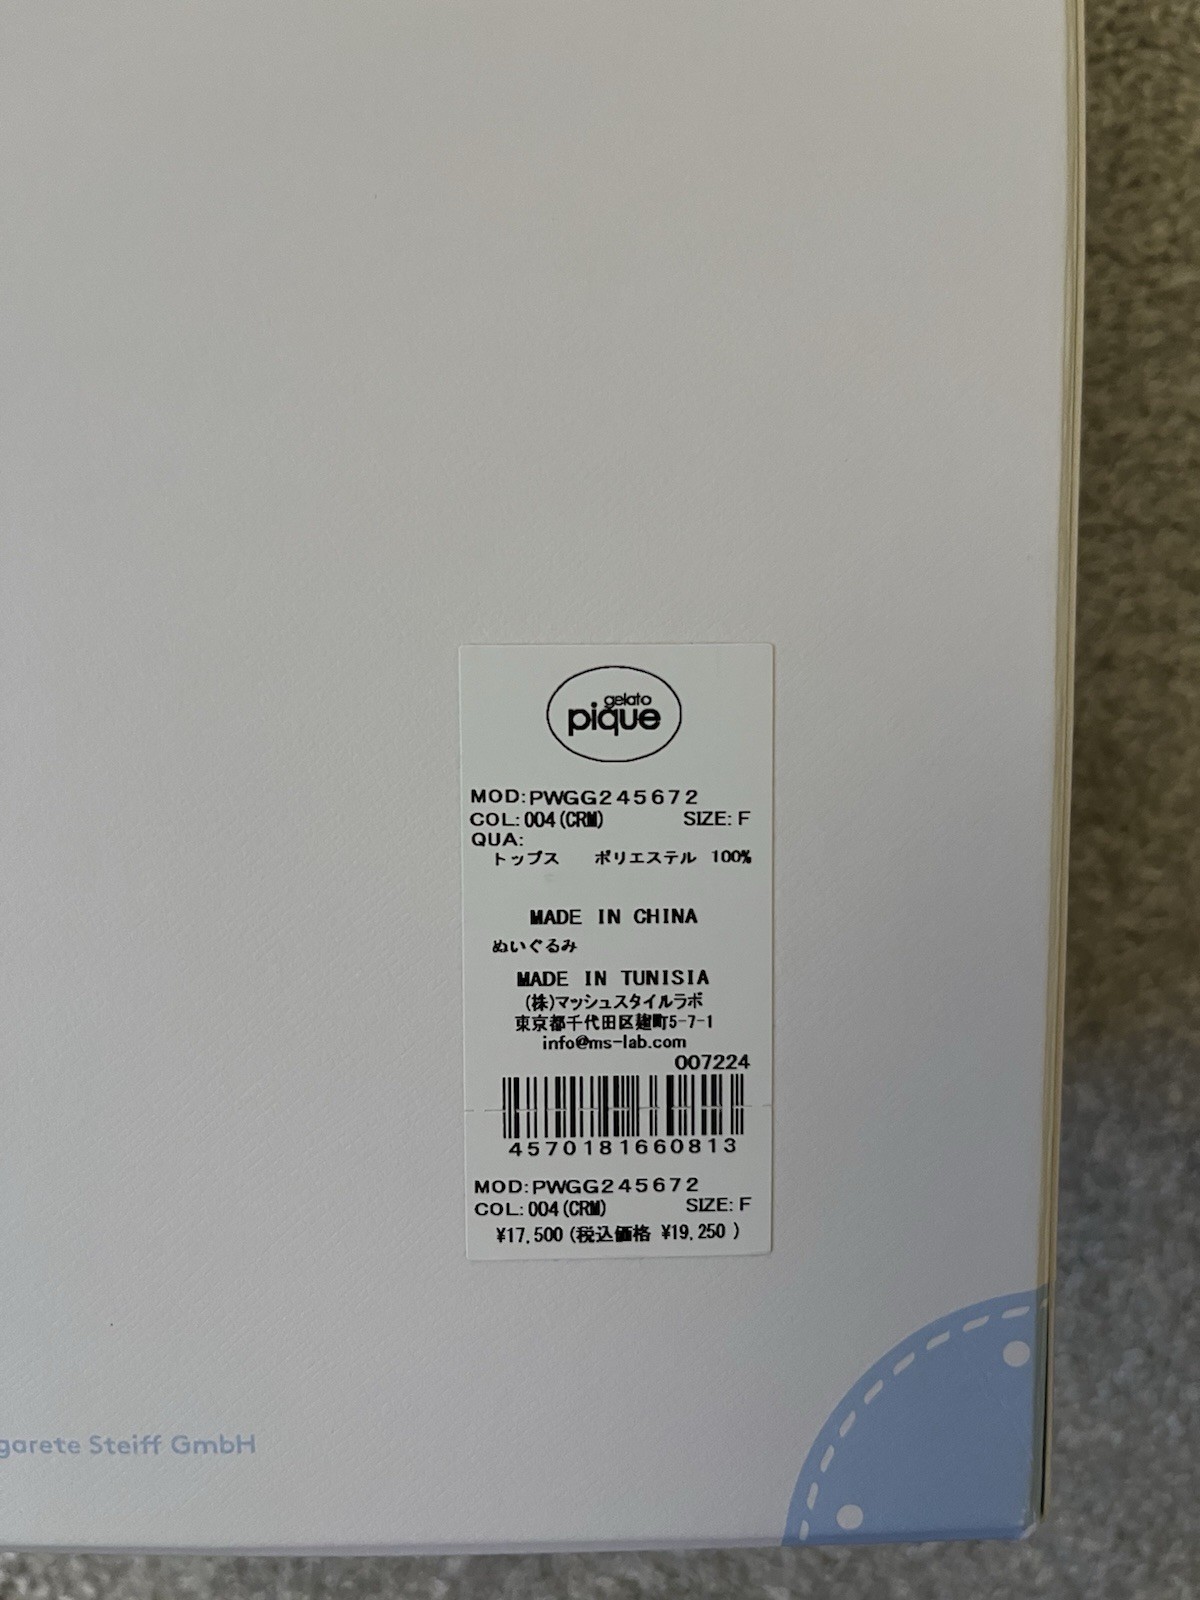 gelato
pique
MOD:PWGG245672
COL:004(CRM) SIZE:F
QUA:
トップス ポリエステル 100%
MADE IN CHINA
ぬいぐるみ
MADE IN TUNISIA
(株)マッシュスタイルラボ
東京都千代田区麹町5-7-1
info@ms-lab.com
007224
4570181660813
MOD:PWGG245672
COL:004(CRM) SIZE:F
¥17,500(税込価格 ¥19,250 )
garete Steiff GmbH